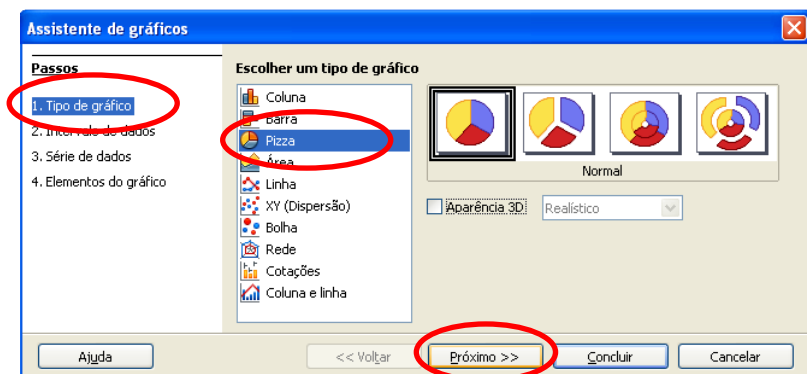 Assistente de gráficos
Passos
1. Tipo de gráfico
2. Intervalo de dados
3. Série de dados
4. Elementos do gráfico
Escolher um tipo de gráfico
Coluna
Barra
Pizza
Área
Linha
XY (Dispersão)
Bolha
Rede
Cotações
Coluna e linha
Normal
Aparência 3D
Realístico
Ajuda
<< Voltar
Próximo >>
Concluir
Cancelar